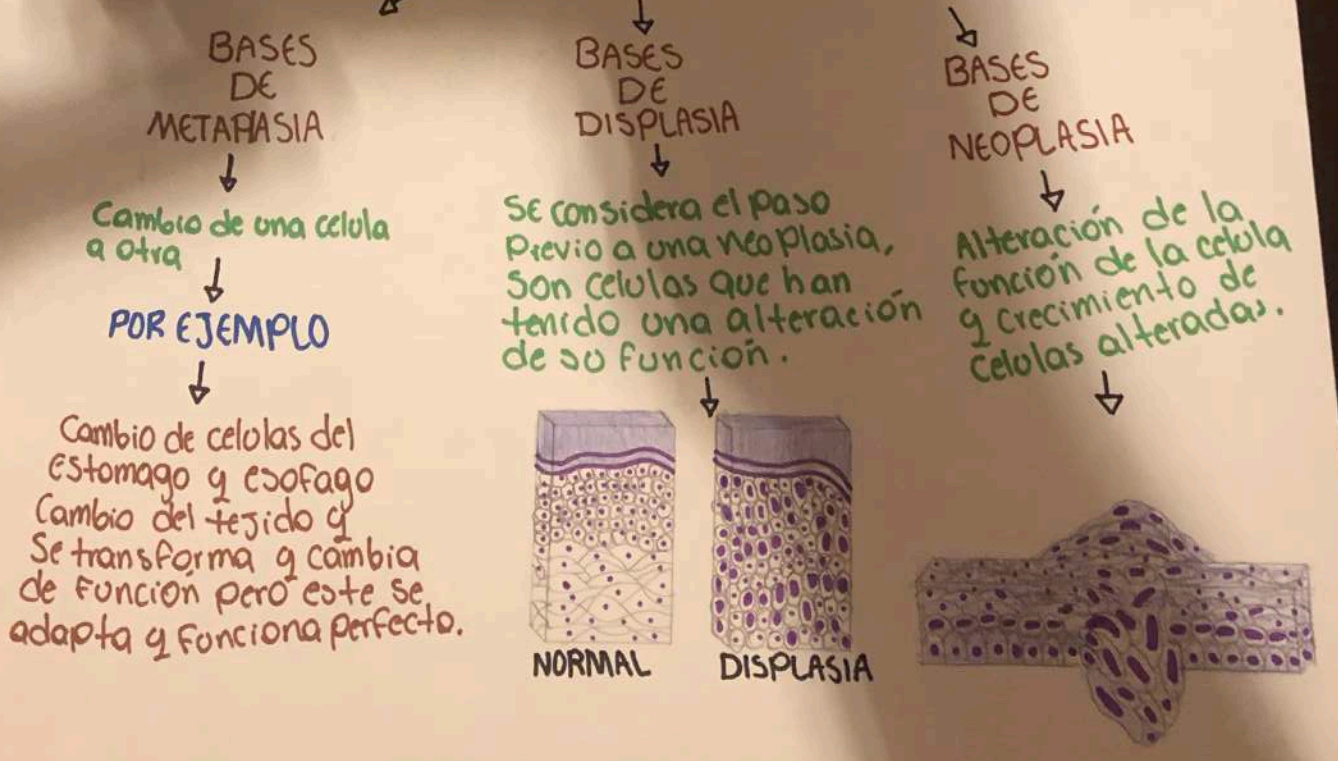 BASES
DE
METAPLASIA
Cambio de una celula
a otra
POR EJEMPLO
Cambio de celulas del
Estomago y esofago
Cambio del tejido y
Se transforma y cambia
de Función pero este se
adapta y funciona perfecto.
BASES
DE
DISPLASIA
SE considera el paso
Previo a una neoplasia,
Son celulas que han
tenido una alteración
de su función.
NORMAL
DISPLASIA
BASES
DE
NEOPLASIA
Alteración de la
función de la celula
y crecimiento de
celulas alteradas.